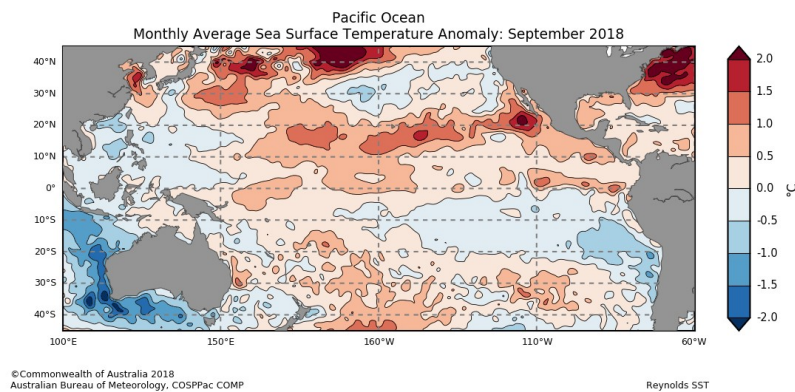 Pacific Ocean
Monthly Average Sea Surface Temperature Anomaly: September 2018
40°N
30°N
20°N
10°N
0°
10°S
20°S
30°S
40°S
100°E
150°E
160°W
110°W
60°W
2.0
1.5
1.0
0.5
0.0
-0.5
-1.0
-1.5
-2.0
°C
©Commonwealth of Australia 2018
Australian Bureau of Meteorology, COSPPac COMP
Reynolds SST